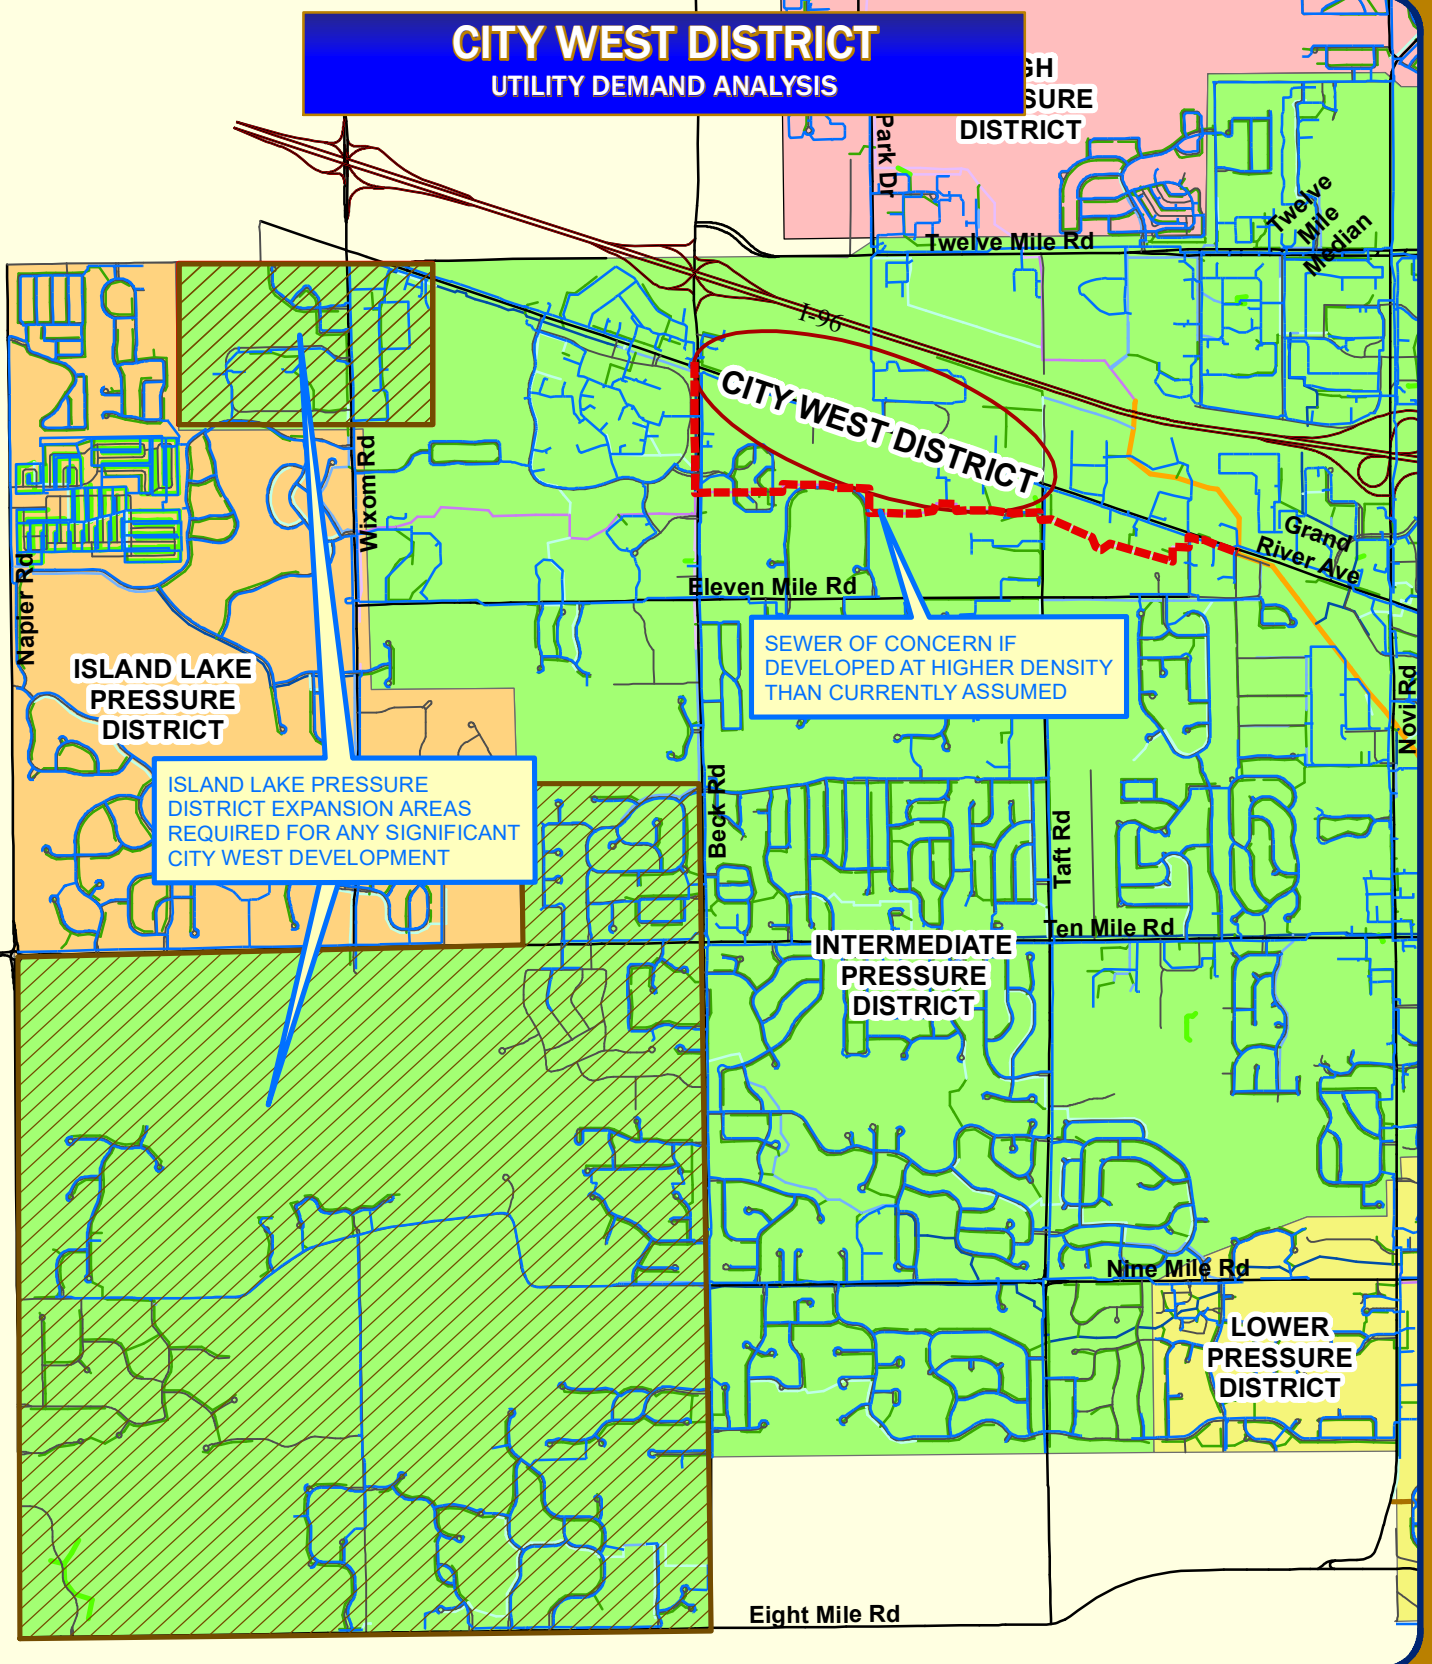 CITY WEST DISTRICT
UTILITY DEMAND ANALYSIS
GH
SURE
DISTRICT
Park Dr
Twelve
Mile
Median
Twelve Mile Rd
I-96
CITY WEST DISTRICT
Wixom Rd
Grand
River Ave
Napier Rd
Eleven Mile Rd
SEWER OF CONCERN IF
DEVELOPED AT HIGHER DENSITY
THAN CURRENTLY ASSUMED
ISLAND LAKE
PRESSURE
DISTRICT
Novi Rd
ISLAND LAKE PRESSURE
DISTRICT EXPANSION AREAS
REQUIRED FOR ANY SIGNIFICANT
CITY WEST DEVELOPMENT
Beck Rd
Taft Rd
Ten Mile Rd
INTERMEDIATE
PRESSURE
DISTRICT
Nine Mile Rd
LOWER
PRESSURE
DISTRICT
Eight Mile Rd